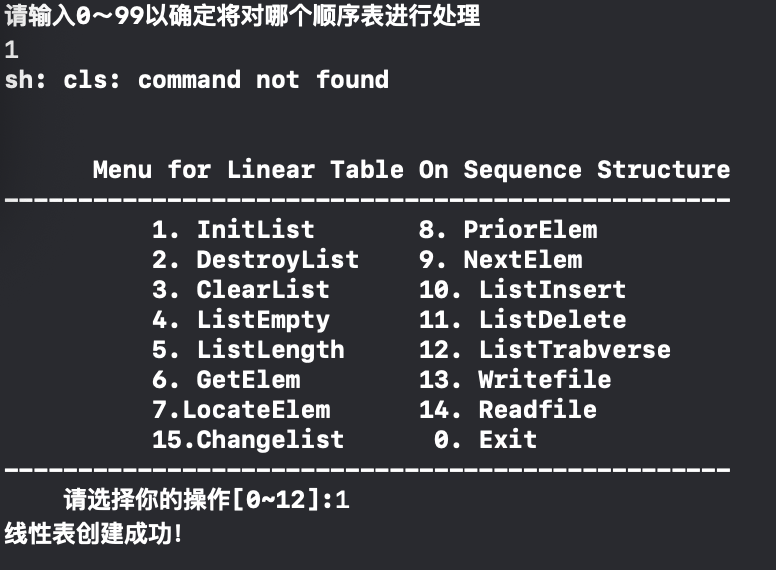 请输入0～99以确定将对哪个顺序表进行处理
1
sh: cls: command not found
Menu for Linear Table On Sequence Structure
-------------------------------------------------
1. InitList 8. PriorElem
2. DestroyList 9. NextElem
3. ClearList 10. ListInsert
4. ListEmpty 11. ListDelete
5. ListLength 12. ListTrabverse
6. GetElem 13. Writefile
7.LocateElem 14. Readfile
15.Changelist 0. Exit
-------------------------------------------------
请选择你的操作[0~12]:1
线性表创建成功!